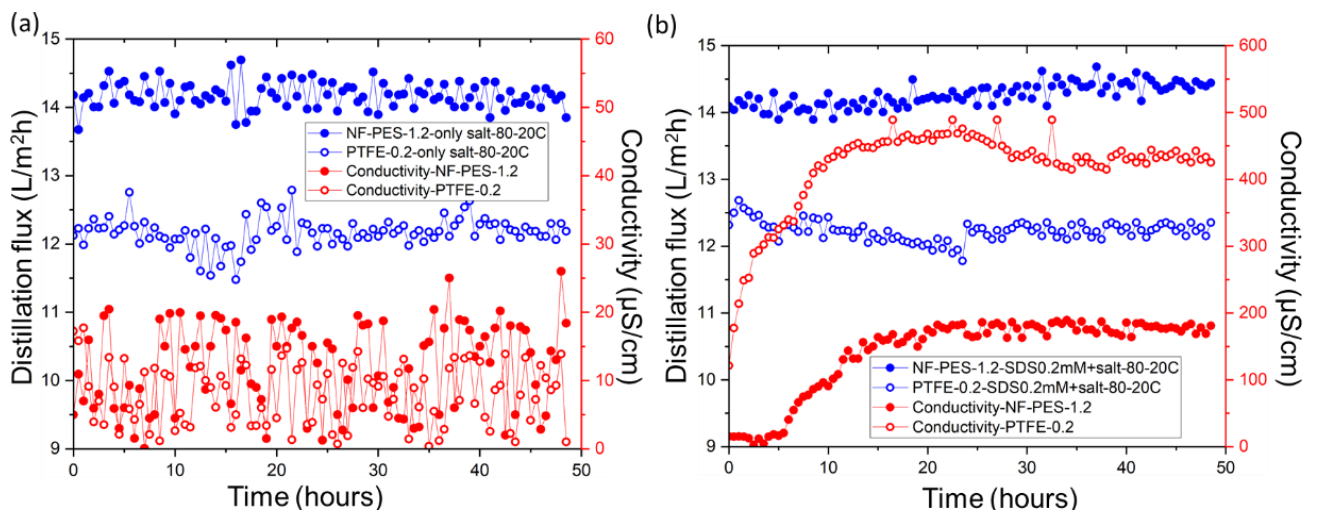 (a)
15
14
13
12
11
10
9
Distillation flux (L/m²h)
60
50
40
30
20
10
0
Conductivity (µS/cm)
NF-PES-1.2-only salt-80-20C
PTFE-0.2-only salt-80-20C
Conductivity-NF-PES-1.2
Conductivity-PTFE-0.2
0 10 20 30 40 50
Time (hours)
(b)
15
14
13
12
11
10
9
Distillation flux (L/m²h)
600
500
400
300
200
100
0
Conductivity (µS/cm)
NF-PES-1.2-SDS0.2mM+salt-80-20C
PTFE-0.2-SDS0.2mM+salt-80-20C
Conductivity-NF-PES-1.2
Conductivity-PTFE-0.2
0 10 20 30 40 50
Time (hours)